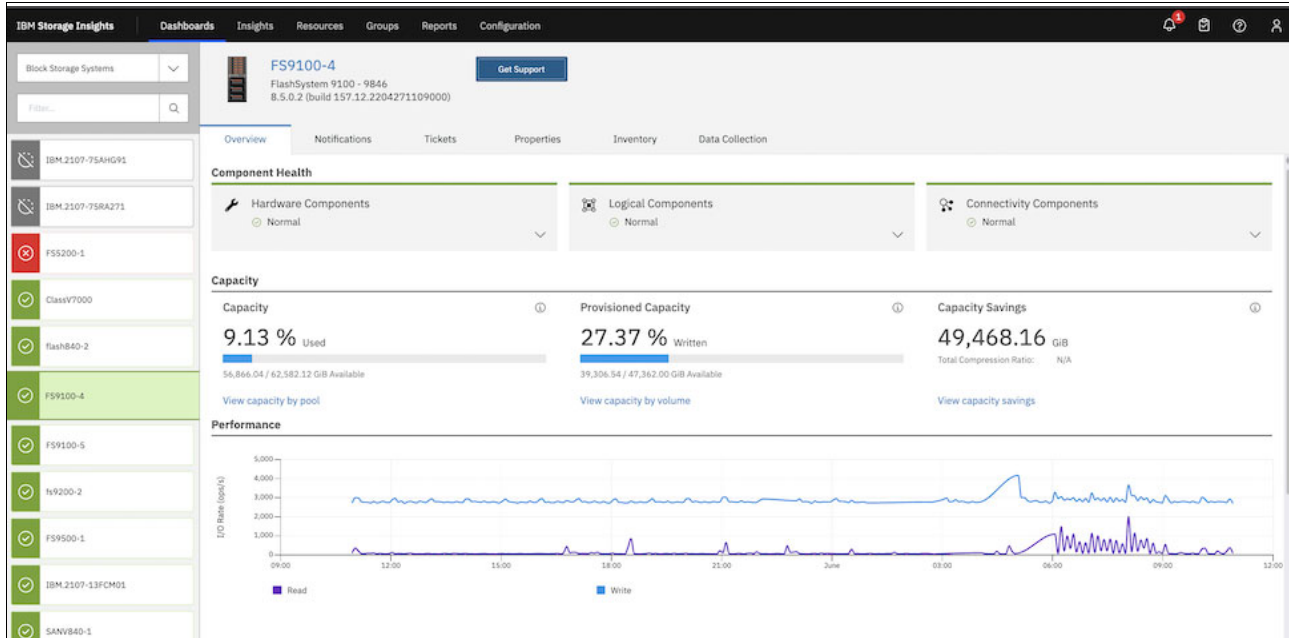 IBM Storage Insights Dashboards Insights Resources Groups Reports Configuration 1
Block Storage Systems
Filter...
IBM.2107-75AHG91
IBM.2107-75RA271
FS5200-1
ClassV7000
flash840-2
FS9100-4
FS9100-5
fs9200-2
FS9500-1
IBM.2107-13FCM01
SANV840-1
FS9100-4
FlashSystem 9100 - 9846
8.5.0.2 (build 157.12.2204271109000)
Get Support
Overview Notifications Tickets Properties Inventory Data Collection
Component Health
Hardware Components
Normal
Logical Components
Normal
Connectivity Components
Normal
Capacity
Capacity
9.13 % Used
56,866.04 / 62,582.12 GiB Available
View capacity by pool
Provisioned Capacity
27.37 % Written
39,306.54 / 47,362.00 GiB Available
View capacity by volume
Capacity Savings
49,468.16 GiB
Total Compression Ratio: N/A
View capacity savings
Performance
I/O Rate (ops/s)
5,000
4,000
3,000
2,000
1,000
0
09:00 12:00 15:00 18:00 21:00 June 03:00 06:00 09:00 12:00
Read Write